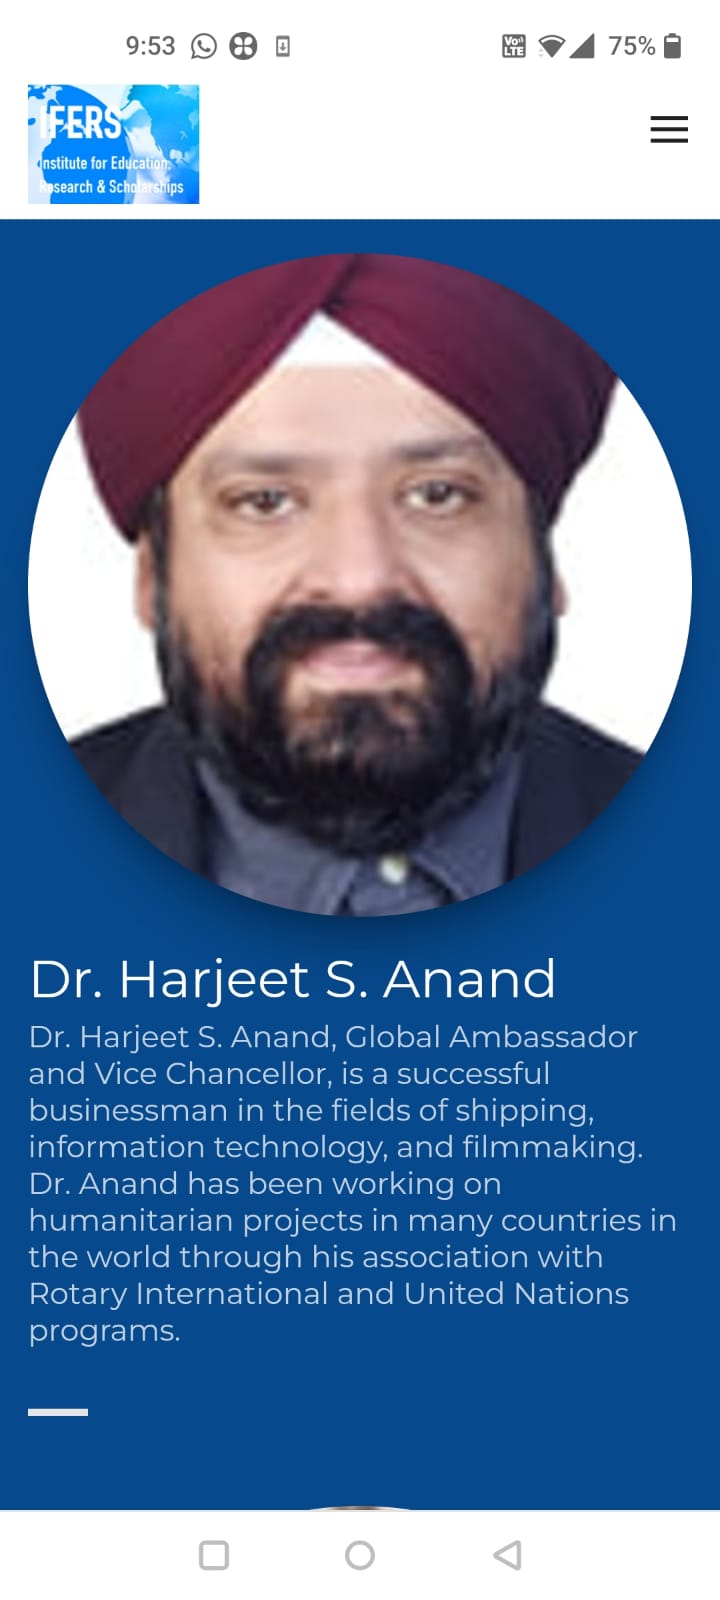 9:53
Vo))
LTE
75%
IFERS
Institute for Education,
Research & Scholarships
Dr. Harjeet S. Anand
Dr. Harjeet S. Anand, Global Ambassador
and Vice Chancellor, is a successful
businessman in the fields of shipping,
information technology, and filmmaking.
Dr. Anand has been working on
humanitarian projects in many countries in
the world through his association with
Rotary International and United Nations
programs.